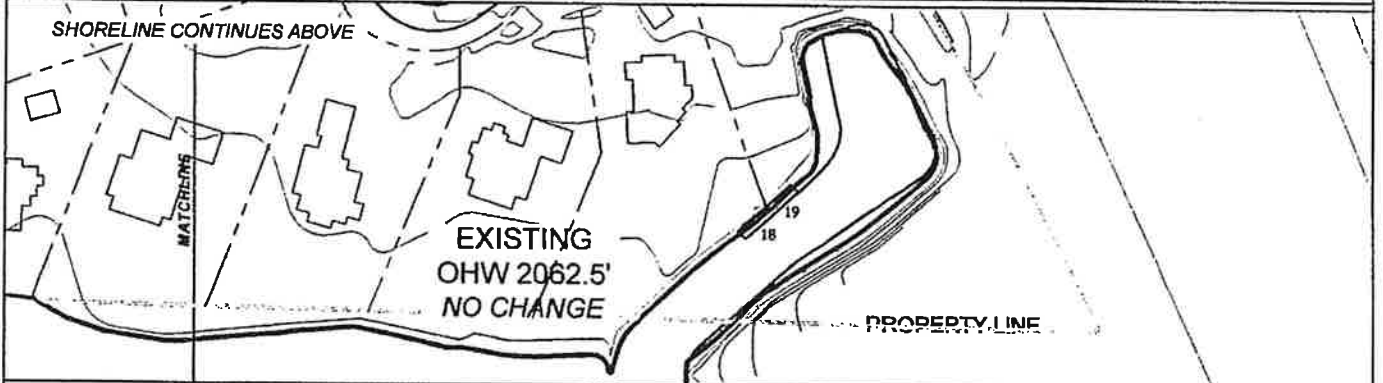 SHORELINE CONTINUES ABOVE
MATCHLINE
EXISTING
OHW 2062.5'
NO CHANGE
19
18
PROPERTY LINE